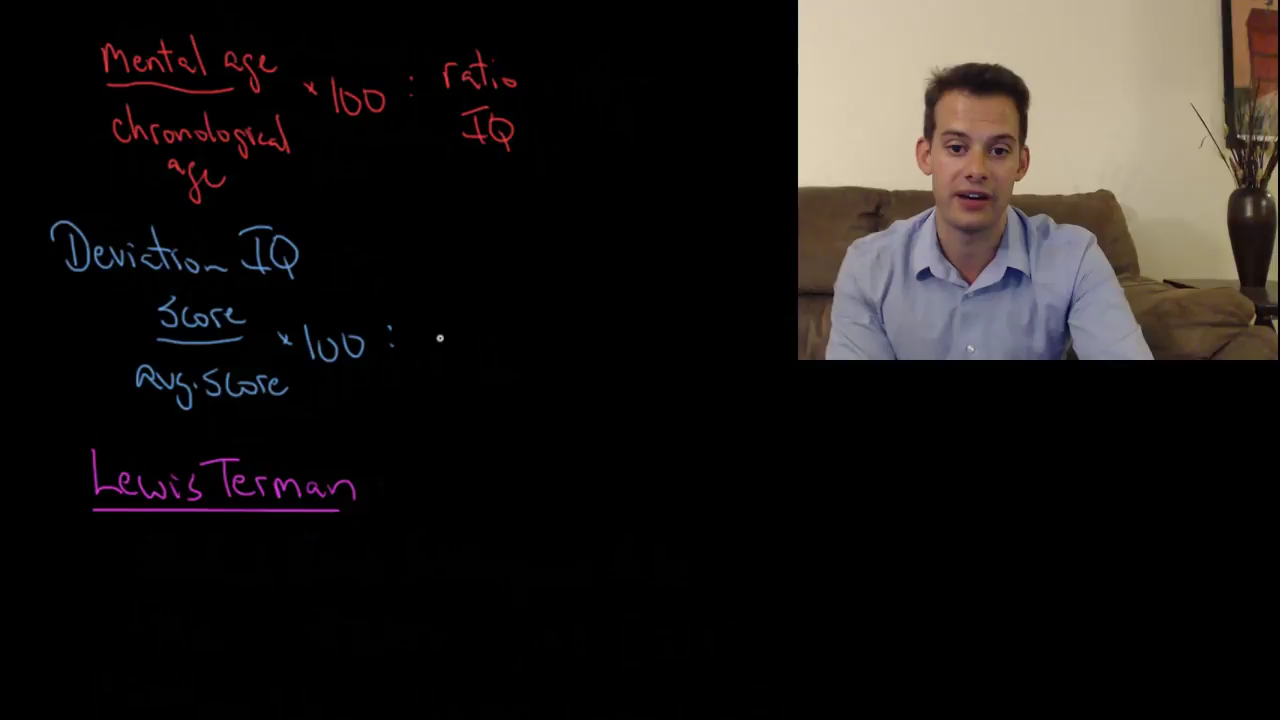 Mental age
chronological
age
* 100 : ratio
IQ
Deviation IQ
Score
avg. Score
* 100 :
Lewis Terman